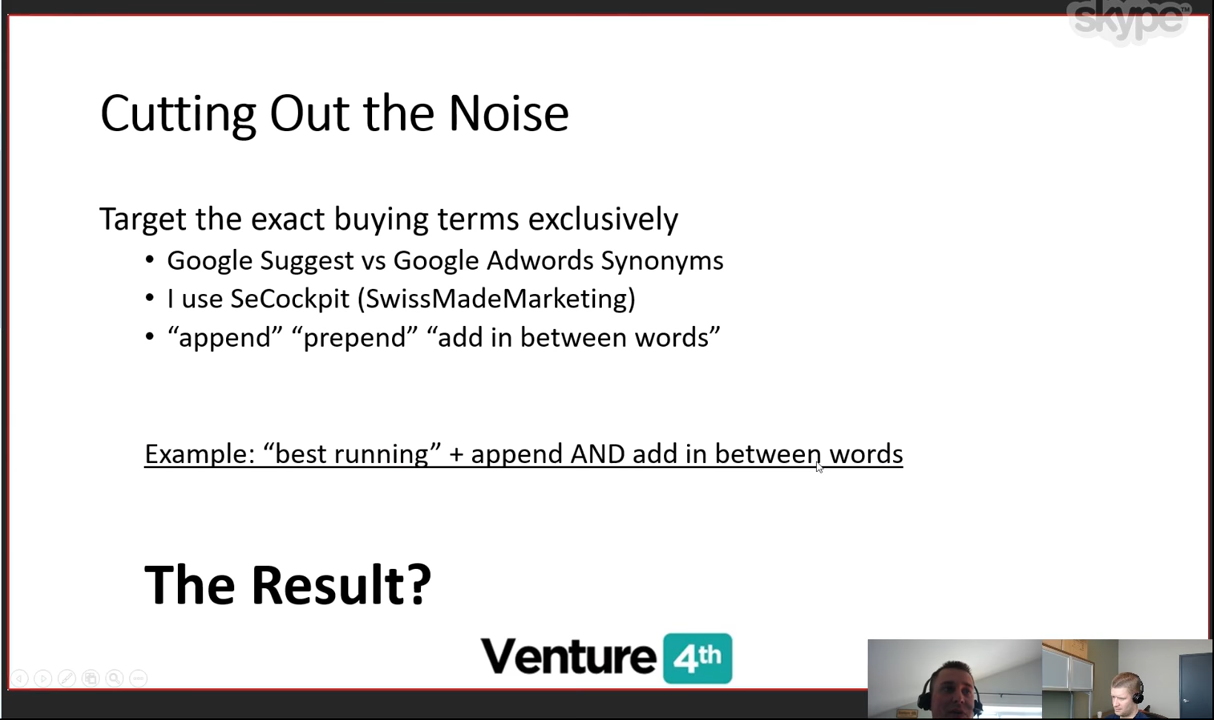 skype™
Cutting Out the Noise
Target the exact buying terms exclusively
• Google Suggest vs Google Adwords Synonyms
• I use SeCockpit (SwissMadeMarketing)
• “append” “prepend” “add in between words”
Example: “best running” + append AND add in between words
The Result?
Venture 4th